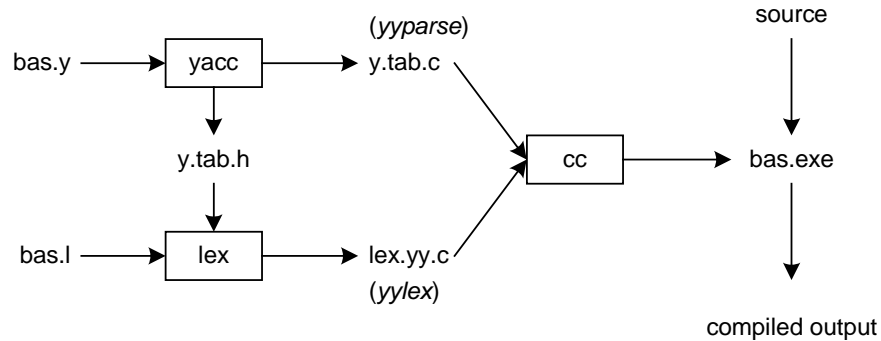 source
(yyparse)
bas.y
yacc
y.tab.c
y.tab.h
cc
bas.exe
bas.l
lex
lex.yy.c
(yylex)
compiled output